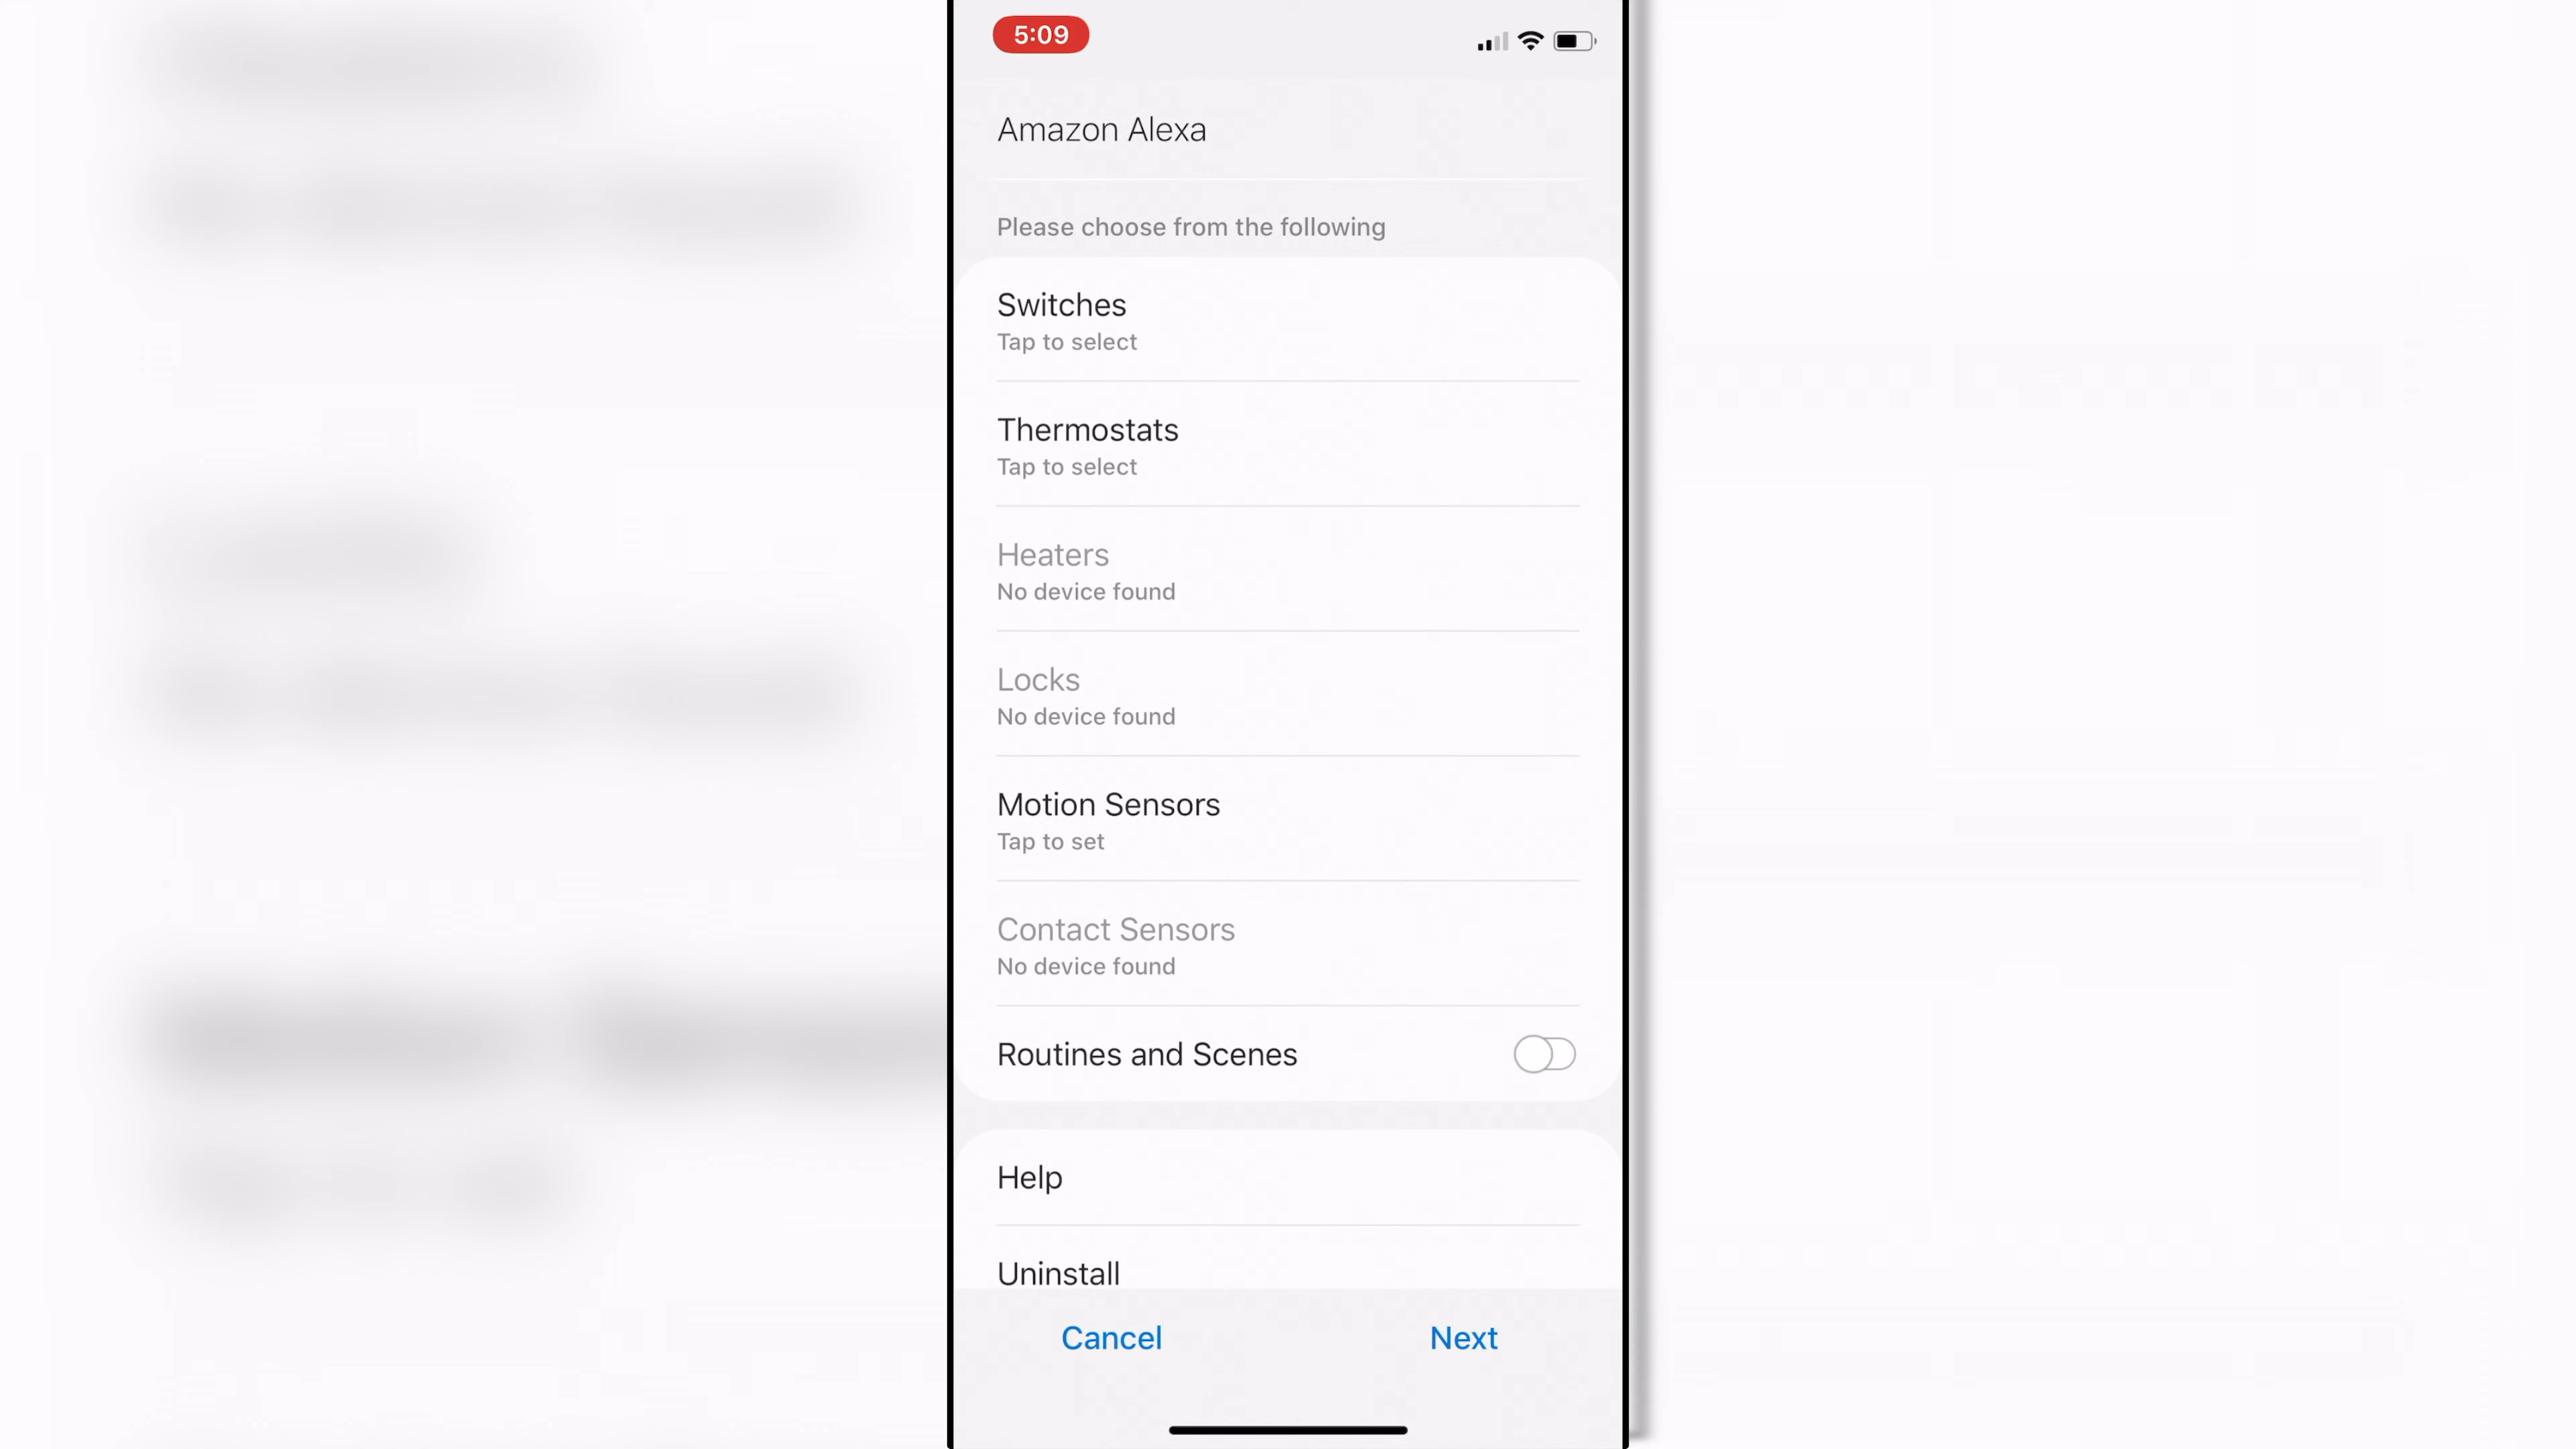 5:09
Amazon Alexa
Please choose from the following
Switches
Tap to select
Thermostats
Tap to select
Heaters
No device found
Locks
No device found
Motion Sensors
Tap to set
Contact Sensors
No device found
Routines and Scenes
Help
Uninstall
Cancel
Next